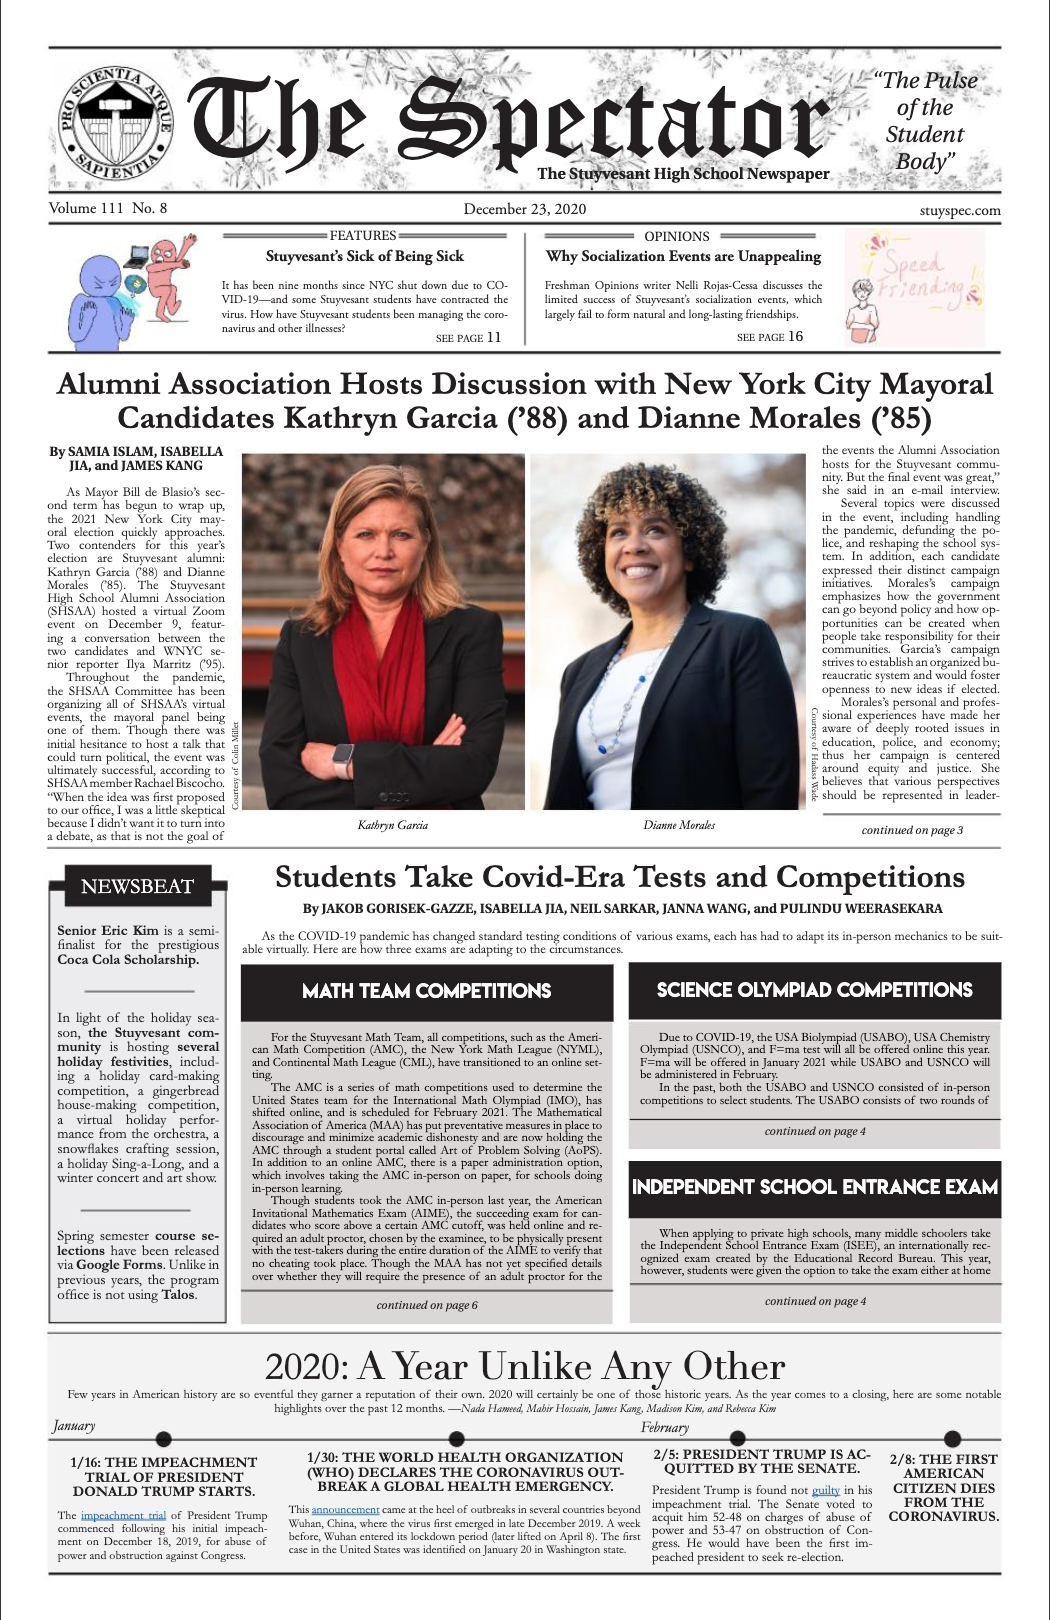 PRO SCIENTIA ATQUE SAPIENTIA
The Spectator
The Stuyvesant High School Newspaper
“The Pulse
of the
Student
Body”
Volume 111 No. 8
December 23, 2020
stuyspec.com
FEATURES
Stuyvesant’s Sick of Being Sick
It has been nine months since NYC shut down due to CO-
VID-19—and some Stuyvesant students have contracted the
virus. How have Stuyvesant students been managing the coro-
navirus and other illnesses?
SEE PAGE 11
OPINIONS
Why Socialization Events are Unappealing
Freshman Opinions writer Nelli Rojas-Cessa discusses the
limited success of Stuyvesant’s socialization events, which
largely fail to form natural and long-lasting friendships.
SEE PAGE 16
Speed
Friending
Alumni Association Hosts Discussion with New York City Mayoral
Candidates Kathryn Garcia (’88) and Dianne Morales (’85)
By SAMIA ISLAM, ISABELLA
JIA, and JAMES KANG
As Mayor Bill de Blasio’s sec-
ond term has begun to wrap up,
the 2021 New York City may-
oral election quickly approaches.
Two contenders for this year’s
election are Stuyvesant alumni:
Kathryn Garcia (’88) and Dianne
Morales (’85). The Stuyvesant
High School Alumni Association
(SHSAA) hosted a virtual Zoom
event on December 9, featur-
ing a conversation between the
two candidates and WNYC se-
nior reporter Ilya Marritz (’95).
Throughout the pandemic,
the SHSAA Committee has been
organizing all of SHSAA’s virtual
events, the mayoral panel being
one of them. Though there was
initial hesitance to host a talk that
could turn political, the event was
ultimately successful, according to
SHSAA member Rachael Biscocho.
“When the idea was first proposed
to our office, I was a little skeptical
because I didn’t want it to turn into
a debate, as that is not the goal of
Courtesy of Colin Miller
Kathryn Garcia
Courtesy of Hadass Wade
Dianne Morales
the events the Alumni Association
hosts for the Stuyvesant commu-
nity. But the final event was great,”
she said in an e-mail interview.
Several topics were discussed
in the event, including handling
the pandemic, defunding the po-
lice, and reshaping the school sys-
tem. In addition, each candidate
expressed their distinct campaign
initiatives. Morales’s campaign
emphasizes how the government
can go beyond policy and how op-
portunities can be created when
people take responsibility for their
communities. Garcia’s campaign
strives to establish an organized bu-
reaucratic system and would foster
openness to new ideas if elected.
Morales’s personal and profes-
sional experiences have made her
aware of deeply rooted issues in
education, police, and economy;
thus her campaign is centered
around equity and justice. She
believes that various perspectives
should be represented in leader-
continued on page 3
NEWSBEAT
Senior Eric Kim is a semi-
finalist for the prestigious
Coca Cola Scholarship.
In light of the holiday sea-
son, the Stuyvesant com-
munity is hosting several
holiday festivities, includ-
ing a holiday card-making
competition, a gingerbread
house-making competition,
a virtual holiday perfor-
mance from the orchestra, a
snowflakes crafting session,
a holiday Sing-a-Long, and a
winter concert and art show.
Spring semester course se-
lections have been released
via Google Forms. Unlike in
previous years, the program
office is not using Talos.
Students Take Covid-Era Tests and Competitions
By JAKOB GORISEK-GAZZE, ISABELLA JIA, NEIL SARKAR, JANNA WANG, and PULINDU WEERASEKARA
As the COVID-19 pandemic has changed standard testing conditions of various exams, each has had to adapt its in-person mechanics to be suit-
able virtually. Here are how three exams are adapting to the circumstances.
MATH TEAM COMPETITIONS
For the Stuyvesant Math Team, all competitions, such as the Ameri-
can Math Competition (AMC), the New York Math League (NYML),
and Continental Math League (CML), have transitioned to an online set-
ting.
The AMC is a series of math competitions used to determine the
United States team for the International Math Olympiad (IMO), has
shifted online, and is scheduled for February 2021. The Mathematical
Association of America (MAA) has put preventative measures in place to
discourage and minimize academic dishonesty and are now holding the
AMC through a student portal called Art of Problem Solving (AoPS).
In addition to an online AMC, there is a paper administration option,
which involves taking the AMC in-person on paper, for schools doing
in-person learning.
Though students took the AMC in-person last year, the American
Invitational Mathematics Exam (AIME), the succeeding exam for can-
didates who score above a certain AMC cutoff, was held online and re-
quired an adult proctor, chosen by the examinee, to be physically present
with the test-takers during the entire duration of the AIME to verify that
no cheating took place. Though the MAA has not yet specified details
over whether they will require the presence of an adult proctor for the
continued on page 6
SCIENCE OLYMPIAD COMPETITIONS
Due to COVID-19, the USA Biolympiad (USABO), USA Chemistry
Olympiad (USNCO), and F=ma test will all be offered online this year.
F=ma will be offered in January 2021 while USABO and USNCO will
be administered in February.
In the past, both the USABO and USNCO consisted of in-person
competitions to select students. The USABO consists of two rounds of
continued on page 4
INDEPENDENT SCHOOL ENTRANCE EXAM
When applying to private high schools, many middle schoolers take
the Independent School Entrance Exam (ISEE), an internationally rec-
ognized exam created by the Educational Record Bureau. This year,
however, students were given the option to take the exam either at home
continued on page 4
2020: A Year Unlike Any Other
Few years in American history are so eventful they garner a reputation of their own. 2020 will certainly be one of those historic years. As the year comes to a closing, here are some notable
highlights over the past 12 months. —Nada Hameed, Mahir Hossain, James Kang, Madison Kim, and Rebecca Kim
January
1/16: THE IMPEACHMENT
TRIAL OF PRESIDENT
DONALD TRUMP STARTS.
The impeachment trial of President Trump
commenced following his initial impeach-
ment on December 18, 2019, for abuse of
power and obstruction against Congress.
1/30: THE WORLD HEALTH ORGANIZATION
(WHO) DECLARES THE CORONAVIRUS OUT-
BREAK A GLOBAL HEALTH EMERGENCY.
This announcement came at the heel of outbreaks in several countries beyond
Wuhan, China, where the virus first emerged in late December 2019. A week
before, Wuhan entered its lockdown period (later lifted on April 8). The first
case in the United States was identified on January 20 in Washington state.
February
2/5: PRESIDENT TRUMP IS AC-
QUITTED BY THE SENATE.
President Trump is found not guilty in his
impeachment trial. The Senate voted to
acquit him 52-48 on charges of abuse of
power and 53-47 on obstruction of Con-
gress. He would have been the first im-
peached president to seek re-election.
2/8: THE FIRST
AMERICAN
CITIZEN DIES
FROM THE
CORONAVIRUS.